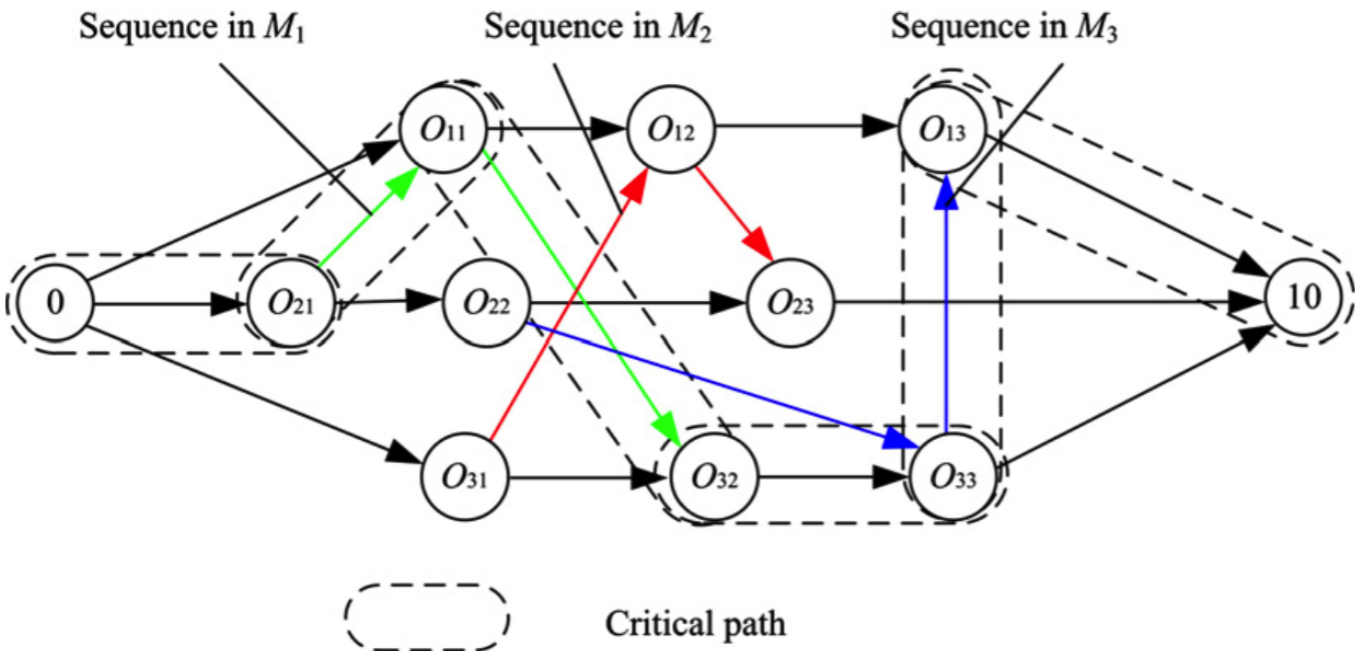 Sequence in M1 Sequence in M2 Sequence in M3
O11 O12 O13
0 O21 O22 O23 10
O31 O32 O33
Critical path